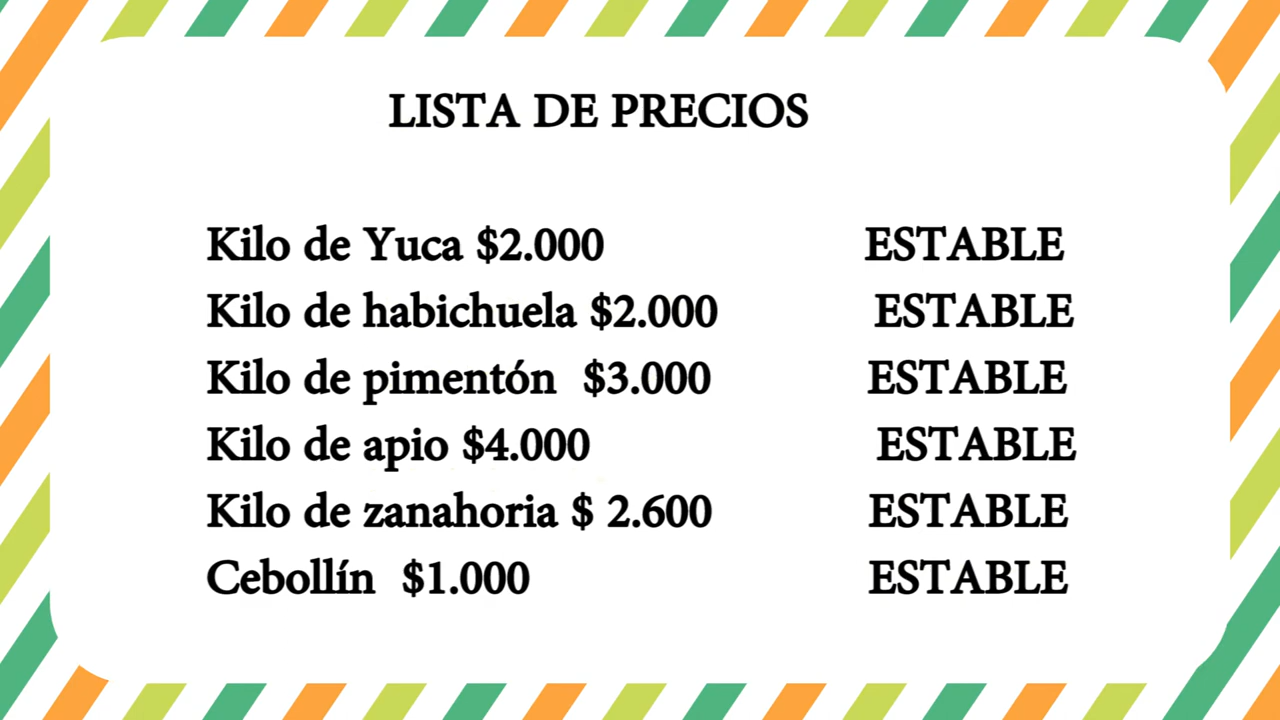 LISTA DE PRECIOS
Kilo de Yuca $2.000 ESTABLE
Kilo de habichuela $2.000 ESTABLE
Kilo de pimentón $3.000 ESTABLE
Kilo de apio $4.000 ESTABLE
Kilo de zanahoria $ 2.600 ESTABLE
Cebollín $1.000 ESTABLE